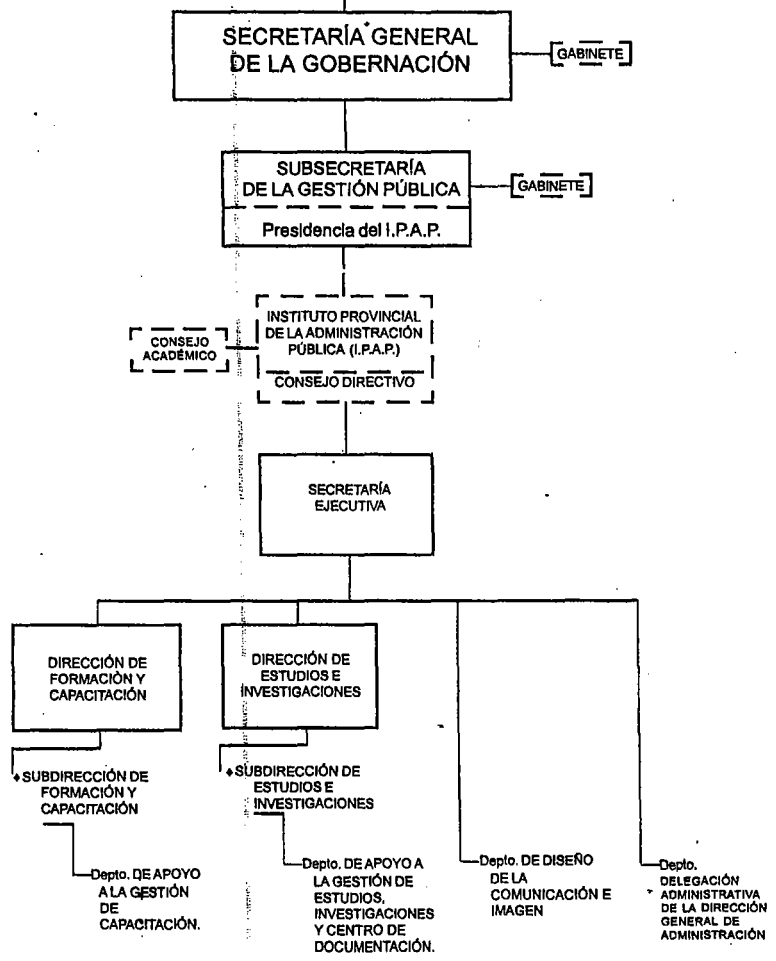 SECRETARÍA GENERAL
DE LA GOBERNACIÓN
GABINETE
SUBSECRETARÍA
DE LA GESTIÓN PÚBLICA
GABINETE
Presidencia del I.P.A.P.
INSTITUTO PROVINCIAL
DE LA ADMINISTRACIÓN
PÚBLICA (I.P.A.P.)
CONSEJO
ACADÉMICO
CONSEJO DIRECTIVO
SECRETARÍA
EJECUTIVA
DIRECCIÓN DE
FORMACIÓN Y
CAPACITACIÓN
DIRECCIÓN DE
ESTUDIOS E
INVESTIGACIONES
♦SUBDIRECCIÓN DE
FORMACIÓN Y
CAPACITACIÓN
♦SUBDIRECCIÓN DE
ESTUDIOS E
INVESTIGACIONES
Depto. DE APOYO
A LA GESTIÓN
DE
CAPACITACIÓN.
Depto. DE APOYO A
LA GESTIÓN DE
ESTUDIOS,
INVESTIGACIONES
Y CENTRO DE
DOCUMENTACIÓN.
Depto. DE DISEÑO
DE LA
COMUNICACIÓN E
IMAGEN
Depto.
DELEGACIÓN
ADMINISTRATIVA
DE LA DIRECCIÓN
GENERAL DE
ADMINISTRACIÓN